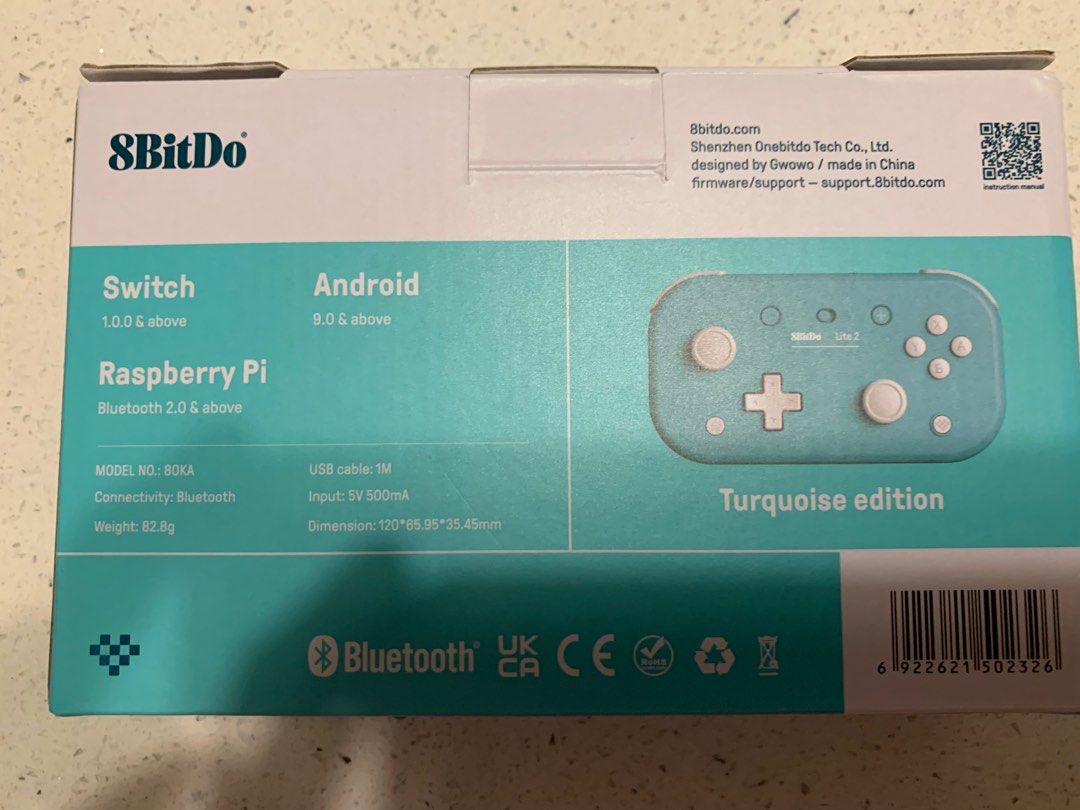 8BitDo®
8bitdo.com
Shenzhen Onebitdo Tech Co., Ltd.
designed by Gwowo / made in China
firmware/support – support.8bitdo.com
instruction manual
Switch
1.0.0 & above
Android
9.0 & above
Raspberry Pi
Bluetooth 2.0 & above
MODEL NO.: 80KA
USB cable: 1M
Connectivity: Bluetooth
Input: 5V 500mA
Weight: 82.8g
Dimension: 120*65.95*35.45mm
8BitDo Lite 2
X
Y
A
B
Turquoise edition
Bluetooth®
UK
CA
CE
RoHS
6 922621 502326